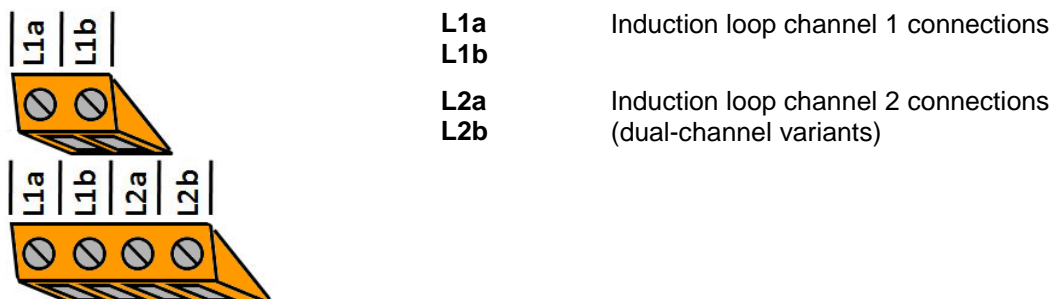 L1a L1b
L1a Induction loop channel 1 connections
L1b
L2a Induction loop channel 2 connections
L2b (dual-channel variants)
L1a L1b L2a L2b